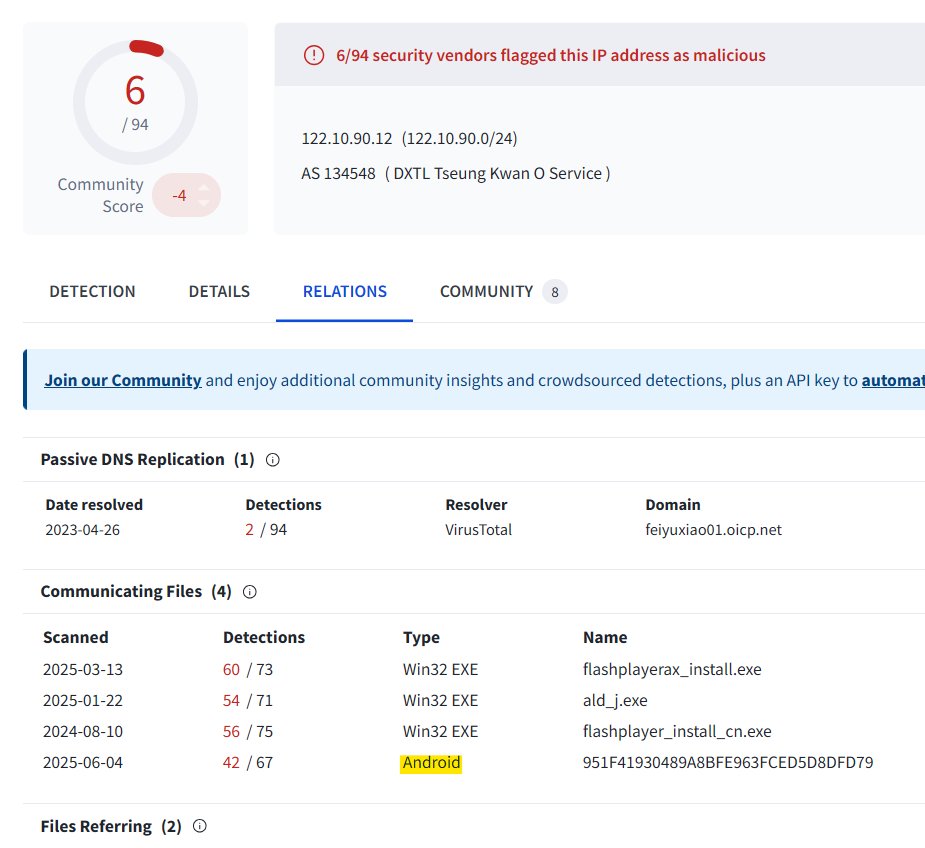 6
/ 94
Community
Score
-4
6/94 security vendors flagged this IP address as malicious
122.10.90.12 (122.10.90.0/24)
AS 134548 ( DXTL Tseung Kwan O Service )
DETECTION DETAILS RELATIONS COMMUNITY 8
Join our Community and enjoy additional community insights and crowdsourced detections, plus an API key to automat
Passive DNS Replication (1)
Date resolved Detections Resolver Domain
2023-04-26 2 / 94 VirusTotal feiyuxiao01.oicp.net
Communicating Files (4)
Scanned Detections Type Name
2025-03-13 60 / 73 Win32 EXE flashplayerax_install.exe
2025-01-22 54 / 71 Win32 EXE ald_j.exe
2024-08-10 56 / 75 Win32 EXE flashplayer_install_cn.exe
2025-06-04 42 / 67 Android 951F41930489A8BFE963FCED5D8DFD79
Files Referring (2)